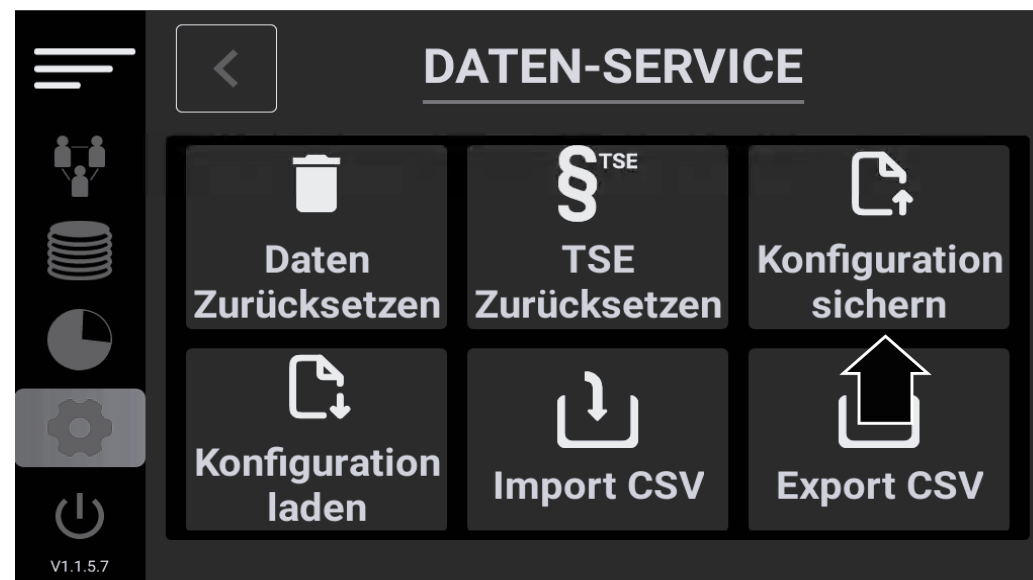 DATEN-SERVICE
§TSE
Daten
Zurücksetzen
TSE
Zurücksetzen
Konfiguration
sichern
Konfiguration
laden
Import CSV
Export CSV
V1.1.5.7